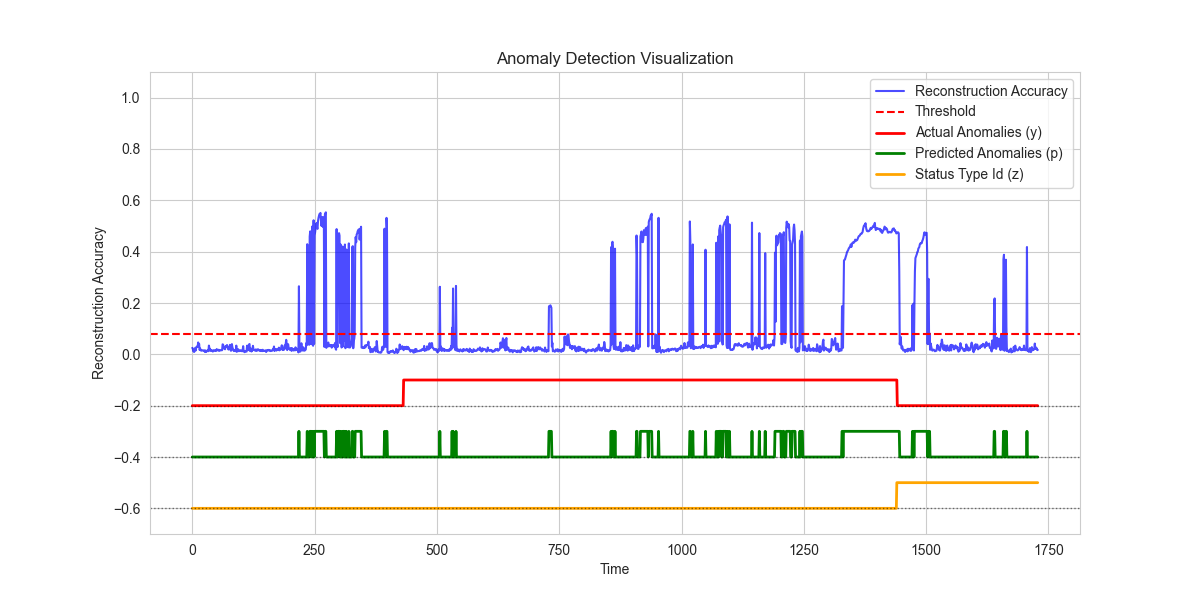 Anomaly Detection Visualization
Reconstruction Accuracy
Threshold
Actual Anomalies (y)
Predicted Anomalies (p)
Status Type Id (z)
Reconstruction Accuracy
1.0
0.8
0.6
0.4
0.2
0.0
−0.2
−0.4
−0.6
0 250 500 750 1000 1250 1500 1750
Time